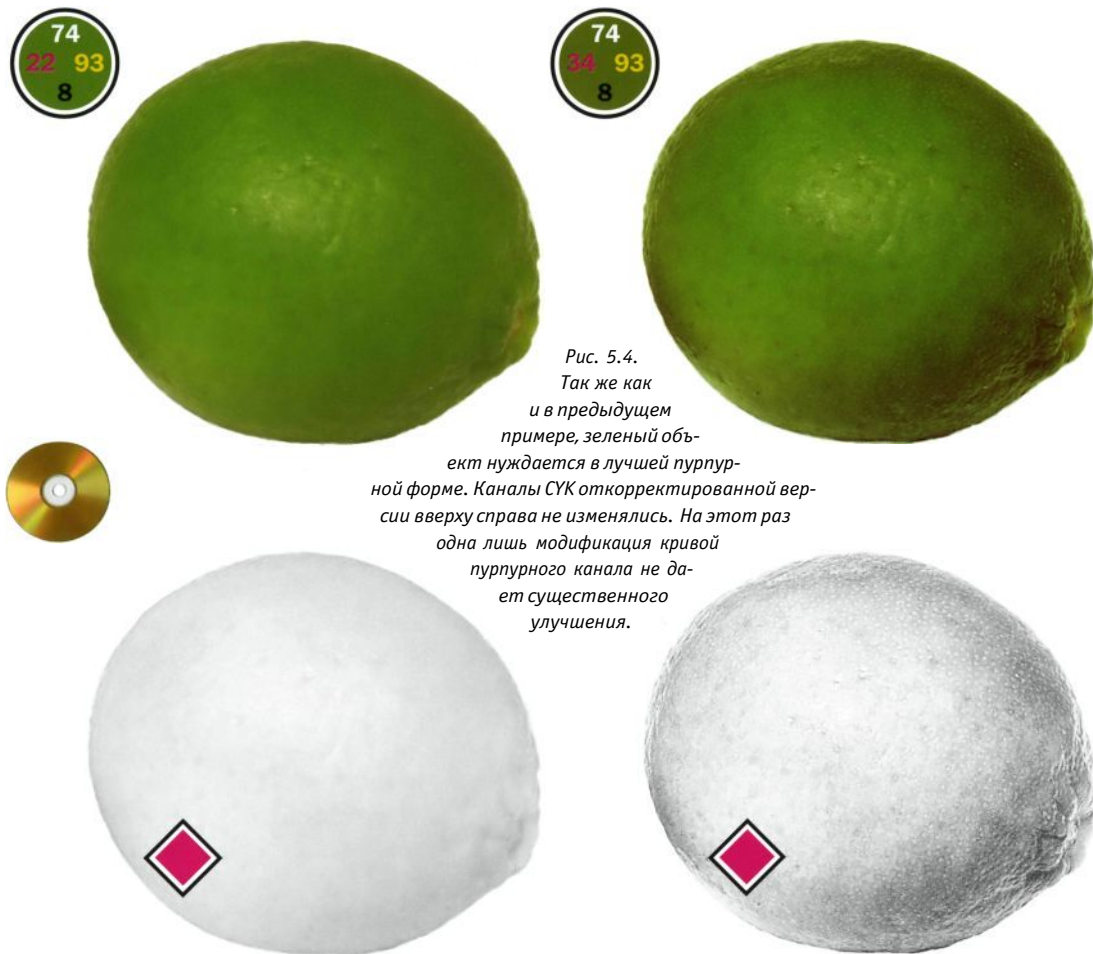 74
22 93
8
74
34 93
8
Рис. 5.4.
Так же как
и в предыдущем
примере, зеленый объ-
ект нуждается в лучшей пурпур-
ной форме. Каналы CYK откорректированной вер-
сии вверху справа не изменялись. На этот раз
одна лишь модификация кривой
пурпурного канала не да-
ет существенного
улучшения.